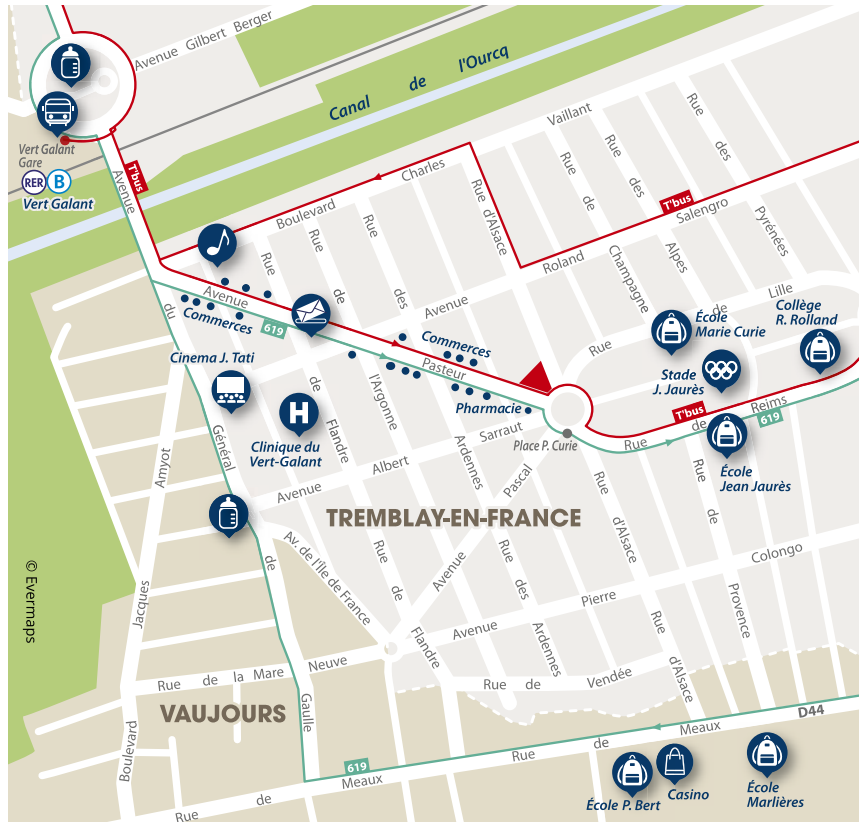 Avenue Gilbert Berger
Canal de l'Ourcq
Vert Galant
Gare
RER B
Vert Galant
Avenue
T'bus
Vaillant
Charles
Boulevard
Rue d'Alsace
Rue des
Rue des
Rue de
Pyrénées
T'bus
Salengro
Roland
Avenue
Alpes
Champagne
Rue de
Rue de
Rue des
Avenue
Commerces
619
du
Commerces
Pasteur
Pharmacie
Rue de Lille
École
Marie Curie
Collège
R. Rolland
Stade
J. Jaurès
T'bus
Rue de Reims
619
École
Jean Jaurès
Cinema J. Tati
Clinique du
Vert-Galant
H
de
Flandre
l'Argonne
Ardennes
Place P. Curie
Avenue Albert Sarraut
Avenue Pascal
Général
Amyot
TREMBLAY-EN-FRANCE
Av. de l'Île de France
de
Rue de
Flandre
Rue des
Ardennes
Rue d'Alsace
Rue d'Alsace
Rue de
Provence
Avenue Pierre Colongo
Jacques
Boulevard
Rue de la Mare Neuve
Rue de Vendée
VAUJOURS
Gaulle
D44
619
Rue de Meaux Rue de Meaux
École P. Bert
Casino
École
Marlières
© Evermaps